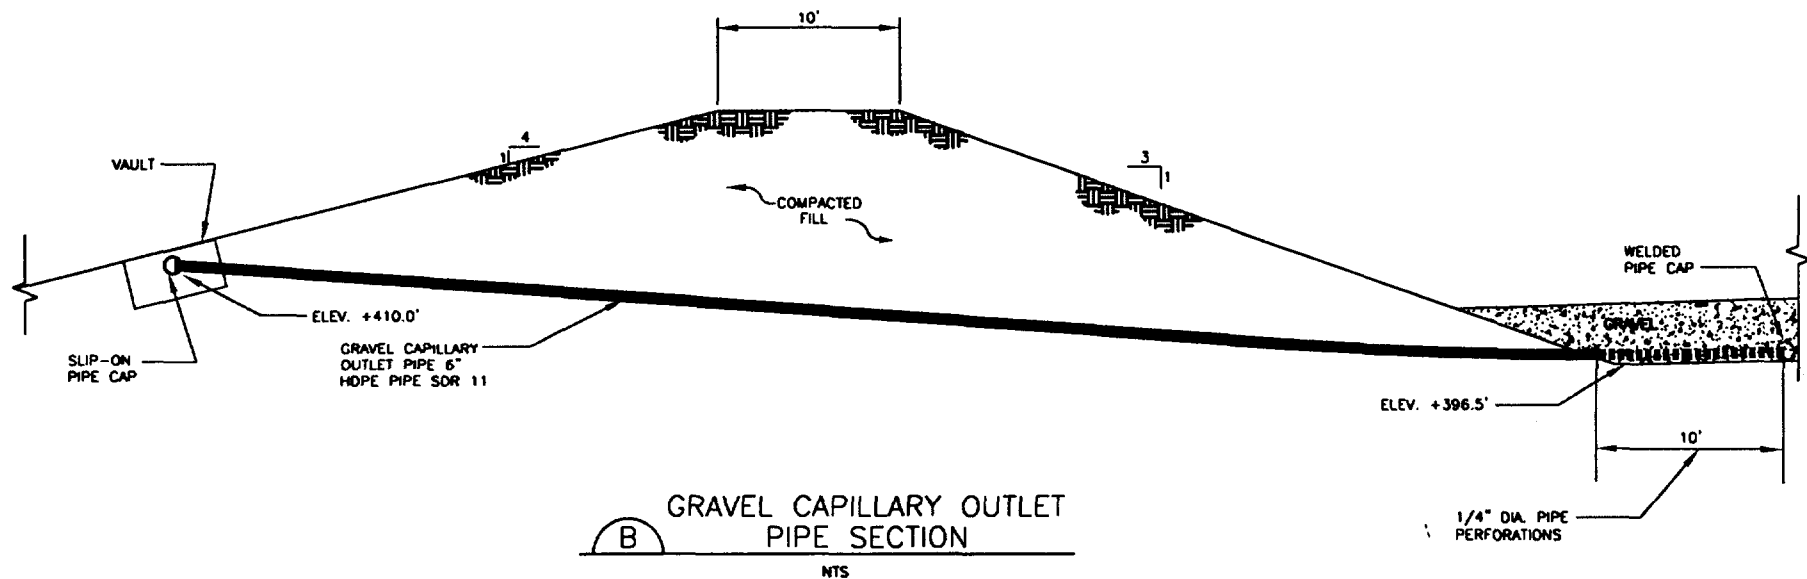 10'
4
1
VAULT
3
1
COMPACTED
FILL
WELDED
PIPE CAP
ELEV. +410.0'
GRAVEL
SLIP-ON
PIPE CAP
GRAVEL CAPILLARY
OUTLET PIPE 6"
HDPE PIPE SDR 11
ELEV. +396.5'
10'
GRAVEL CAPILLARY OUTLET
PIPE SECTION
B
NTS
1/4" DIA. PIPE
PERFORATIONS